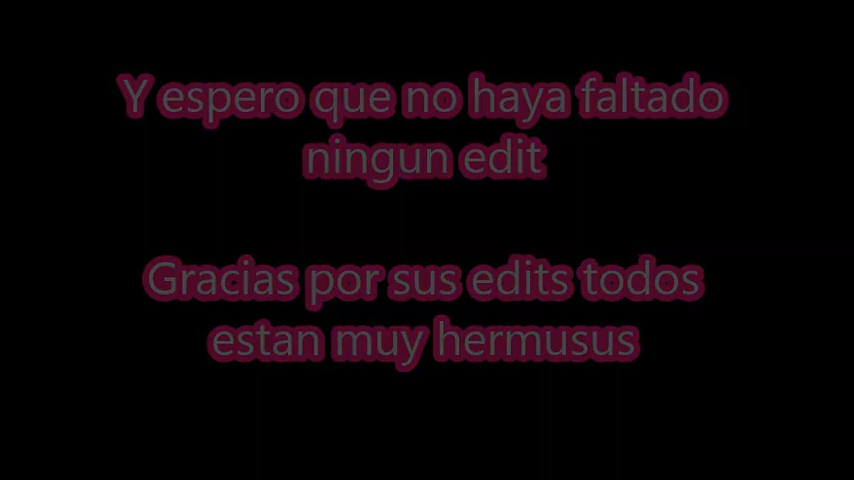 Y espero que no haya faltado
ningun edit
Gracias por sus edits todos
estan muy hermusus